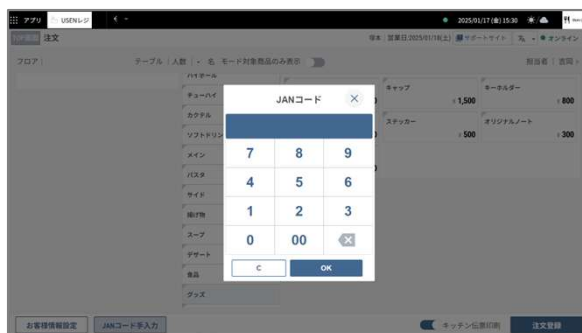 アプリ USENレジ 2025/01/17(金) 15:30
注文 営業日:2025/01/18(土) サポートサイト オンライン
フロア テーブル 人数 名 モード対象商品のみ表示 担当者
ハイボール
チューハイ
カクテル
ソフトドリン
メイン
パスタ
サイド
揚げ物
スープ
デザート
食品
グッズ
キャップ 1,500
キーホルダー 800
ステッカー 500
オリジナルノート 300
JANコード
7 8 9
4 5 6
1 2 3
0 00
C OK
お客様情報設定 JANコード手入力 キッチン伝票印刷 注文登録